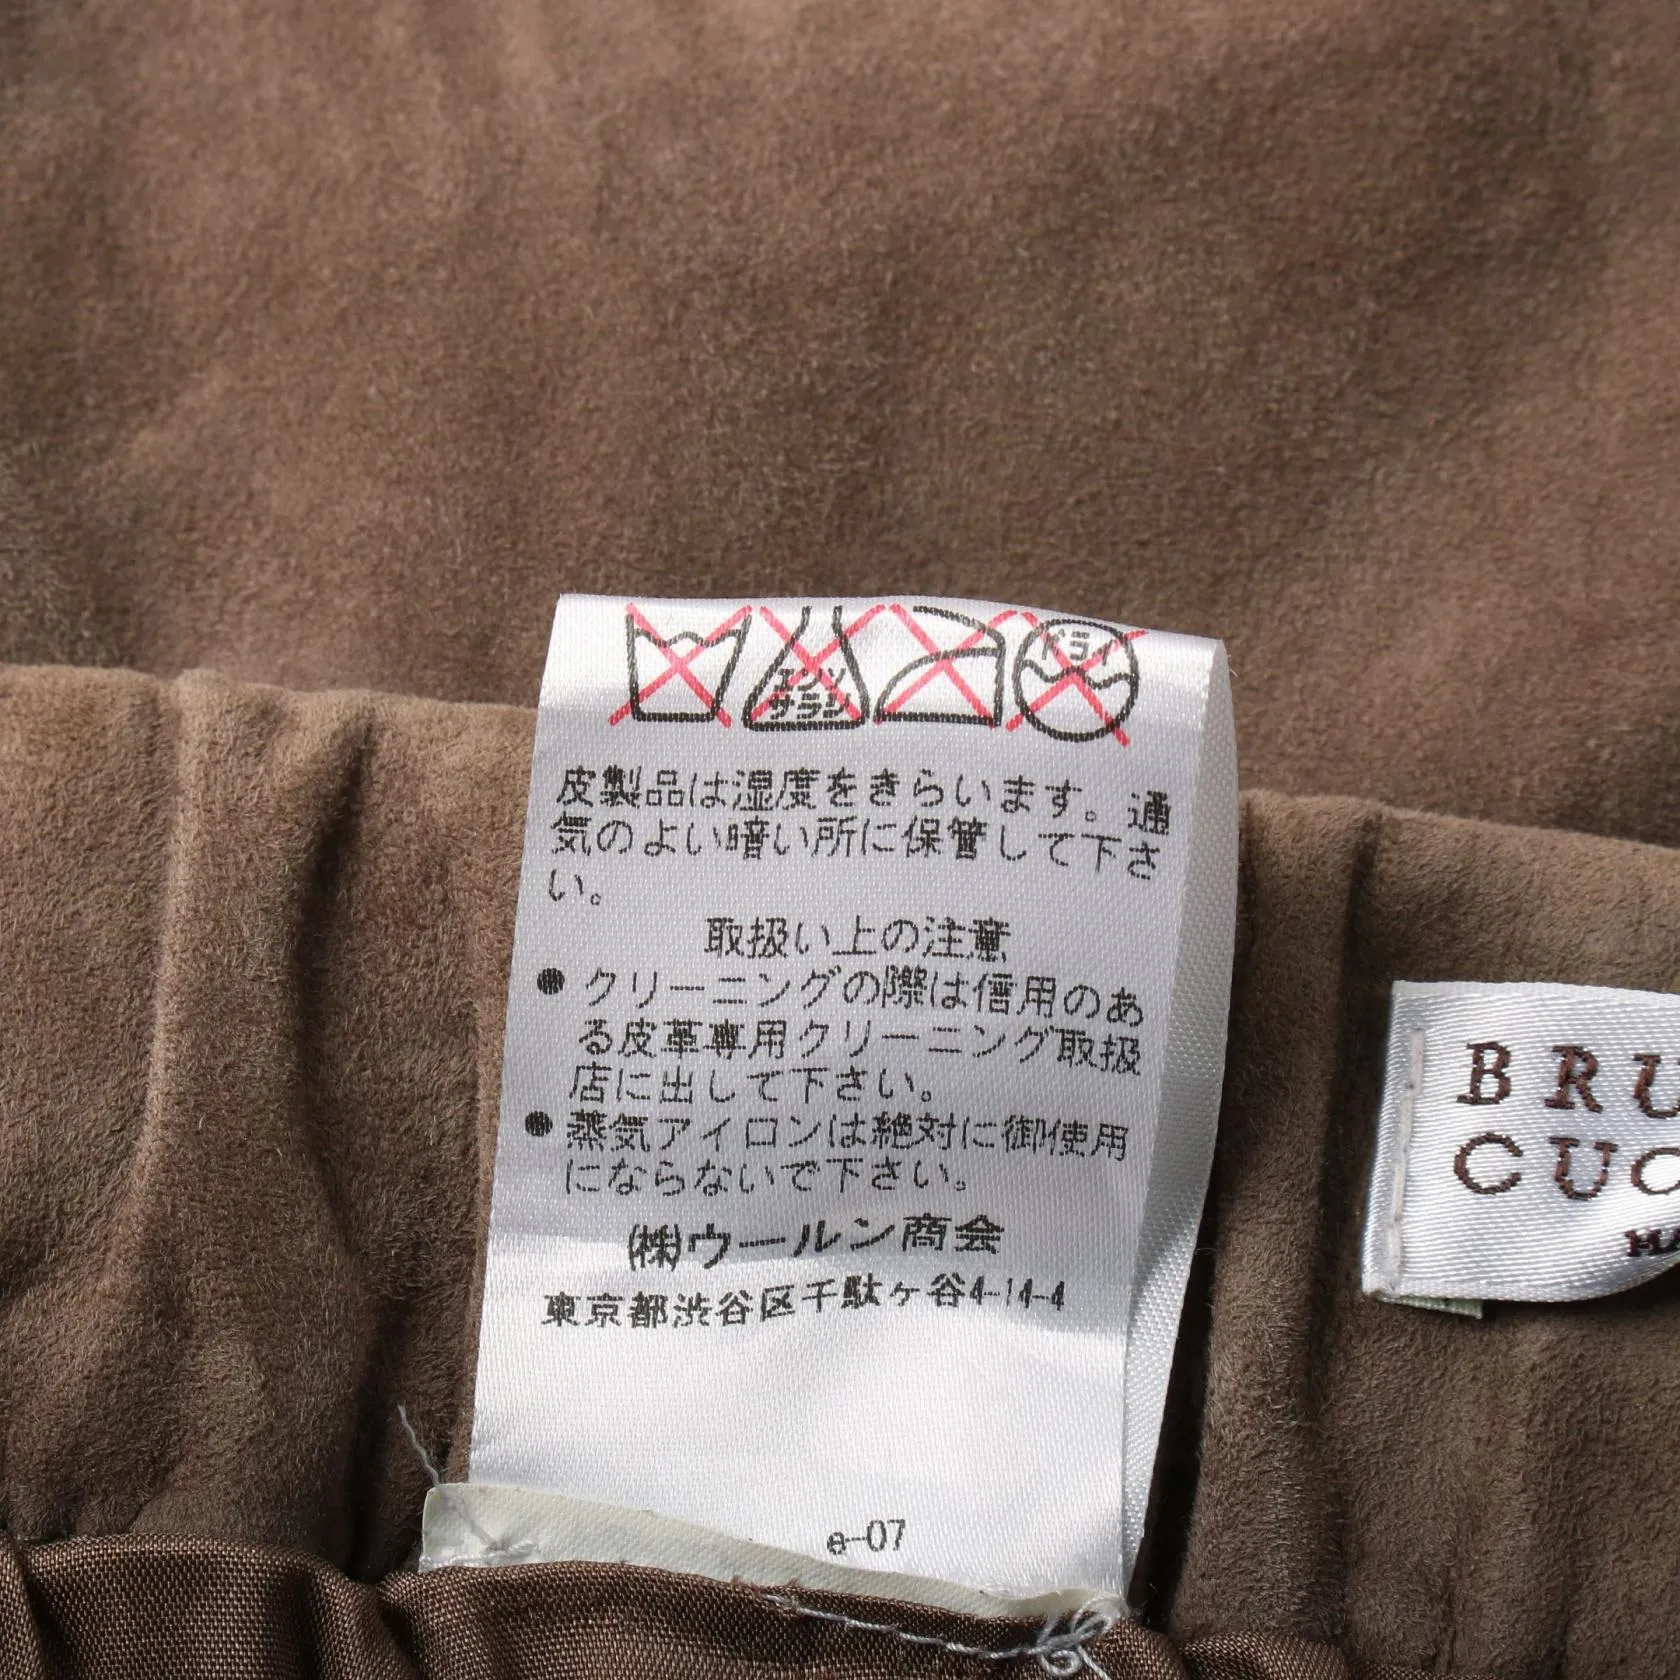 エンソ
サラシ
ドライ
皮製品は湿度をきらいます。通
気のよい暗い所に保管して下さ
い。
取扱い上の注意
● クリーニングの際は信用のあ
る皮革専用クリーニング取扱
店に出して下さい。
● 蒸気アイロンは絶対に御使用
にならないで下さい。
(株)ウールン商会
東京都渋谷区千駄ヶ谷4-14-4
e-07
BRU
CUC
MA